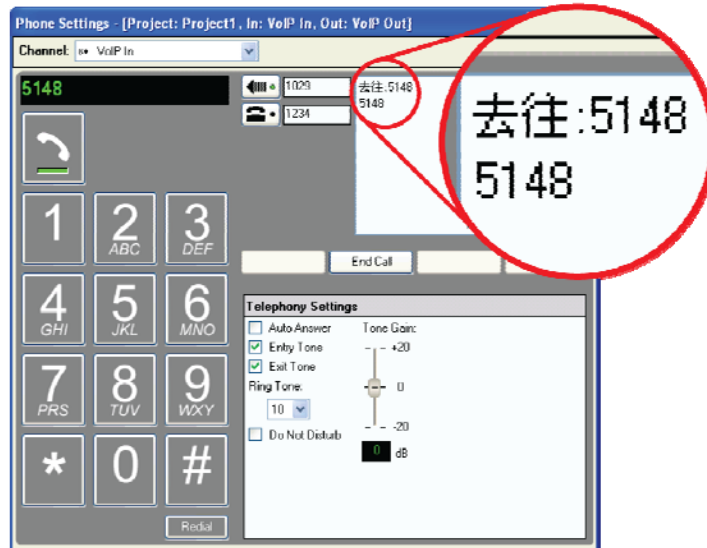 Phone Settings - [Project: Project1, In: VoIP In, Out: VoIP Out]
Channel: VoIP In
5148
1029
1234
去往:5148
5148
去往:5148
5148
1
2 ABC
3 DEF
4 GHI
5 JKL
6 MNO
7 PRS
8 TUV
9 WXY
* 0 #
Redial
End Call
Telephony Settings
Auto Answer
Entry Tone
Exit Tone
Ring Tone:
10
Do Not Disturb
Tone Gain:
+20
0
-20
0 dB